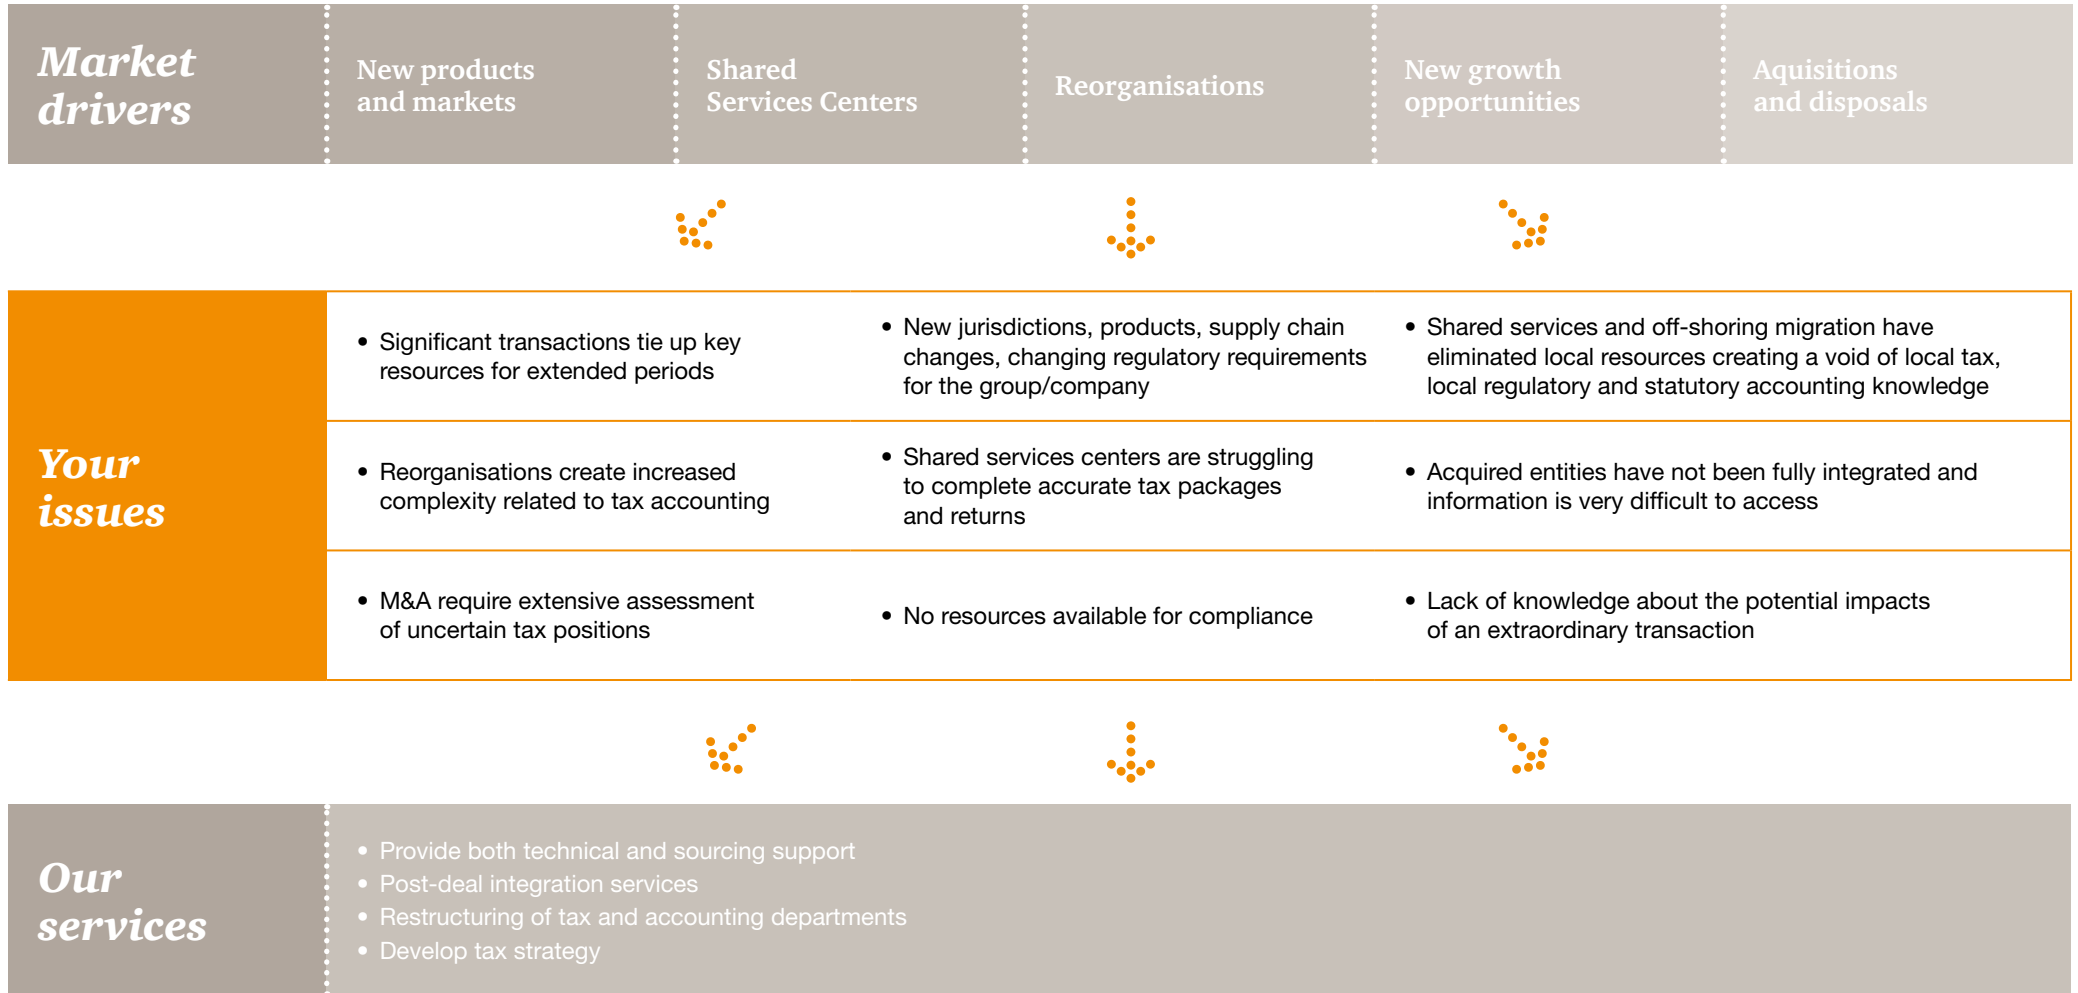 Market
drivers
New products
and markets
Shared
Services Centers
Reorganisations
New growth
opportunities
Aquisitions
and disposals
Your
issues
• Significant transactions tie up key
resources for extended periods
• New jurisdictions, products, supply chain
changes, changing regulatory requirements
for the group/company
• Shared services and off-shoring migration have
eliminated local resources creating a void of local tax,
local regulatory and statutory accounting knowledge
• Reorganisations create increased
complexity related to tax accounting
• Shared services centers are struggling
to complete accurate tax packages
and returns
• Acquired entities have not been fully integrated and
information is very difficult to access
• M&A require extensive assessment
of uncertain tax positions
• No resources available for compliance
• Lack of knowledge about the potential impacts
of an extraordinary transaction
Our
services
• Provide both technical and sourcing support
• Post-deal integration services
• Restructuring of tax and accounting departments
• Develop tax strategy